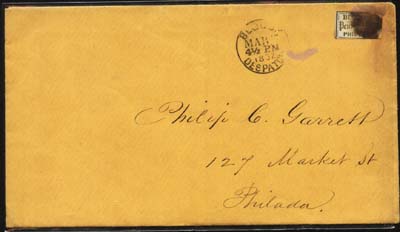 MAR
4½ PM
DESPATCH
Philip C. Garrett
127 Market St
Philada.